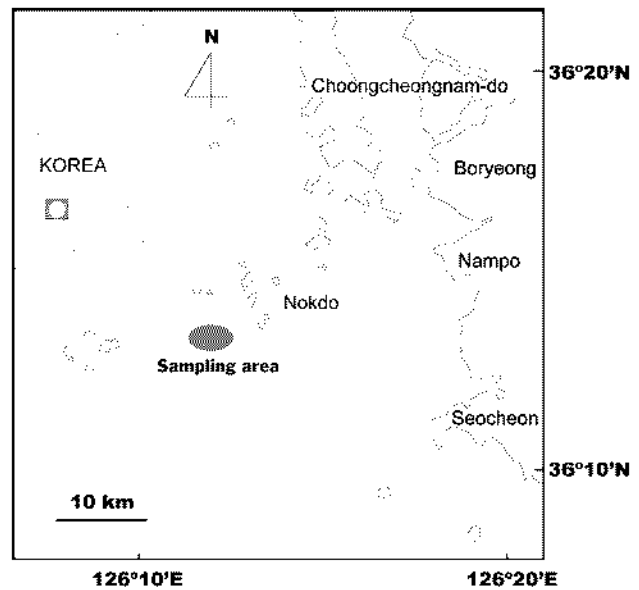 N
36°20'N
Choongcheongnam-do
KOREA
Boryeong
Nampo
Nokdo
Sampling area
Seocheon
36°10'N
10 km
126°10'E
126°20'E